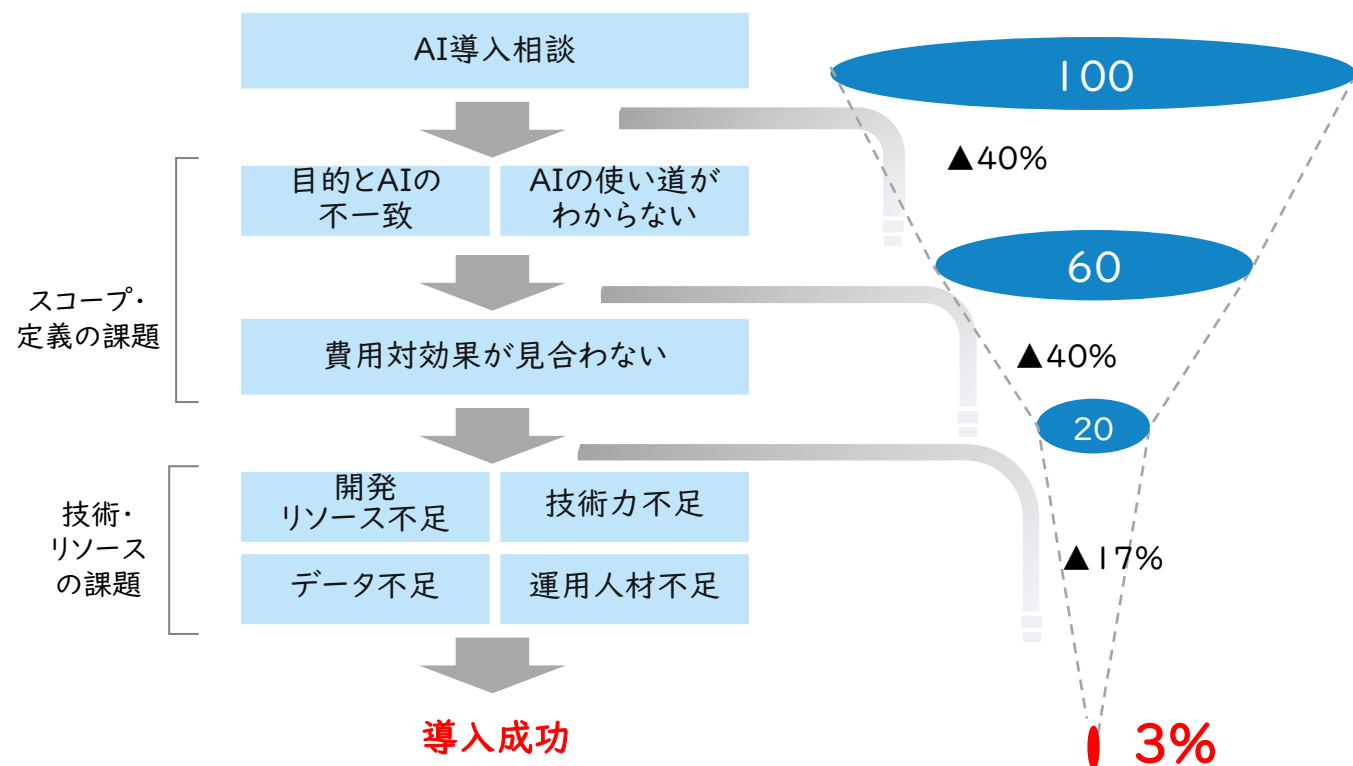 AI導入相談
100
▲40%
目的とAIの
不一致
AIの使い道が
わからない
60
スコープ・
定義の課題
費用対効果が見合わない
▲40%
20
開発
リソース不足
技術力不足
技術・
リソース
の課題
▲17%
データ不足
運用人材不足
導入成功
3%